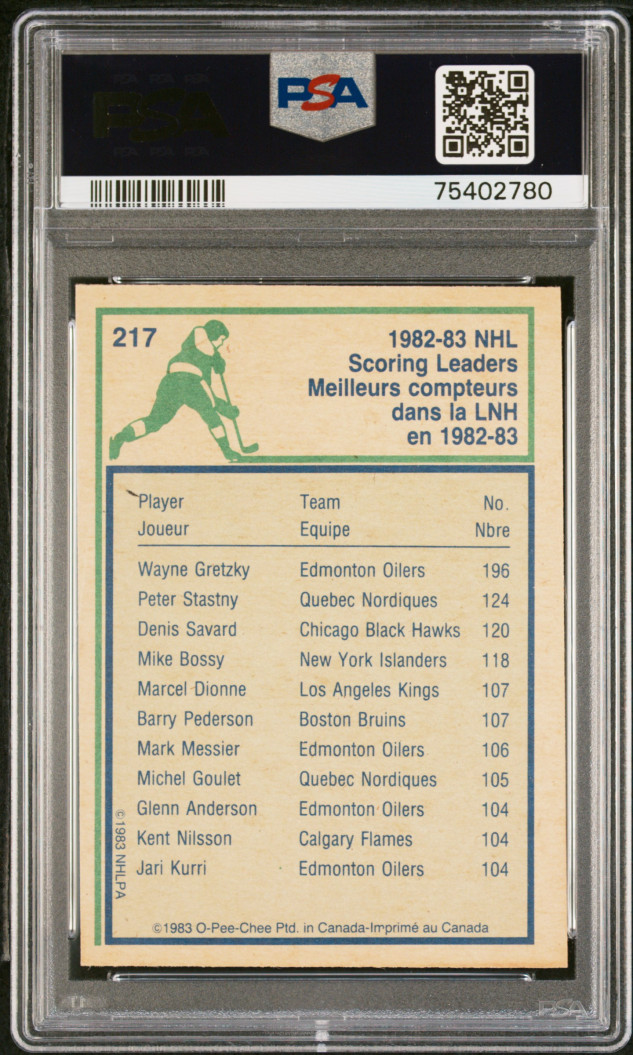 PSA
PSA
75402780
217
1982-83 NHL
Scoring Leaders
Meilleurs compteurs
dans la LNH
en 1982-83
Player Team No.
Joueur Equipe Nbre
Wayne Gretzky Edmonton Oilers 196
Peter Stastny Quebec Nordiques 124
Denis Savard Chicago Black Hawks 120
Mike Bossy New York Islanders 118
Marcel Dionne Los Angeles Kings 107
Barry Pederson Boston Bruins 107
Mark Messier Edmonton Oilers 106
Michel Goulet Quebec Nordiques 105
Glenn Anderson Edmonton Oilers 104
Kent Nilsson Calgary Flames 104
Jari Kurri Edmonton Oilers 104
©1983 NHLPA
©1983 O-Pee-Chee Ptd. in Canada-Imprimé au Canada
PSA